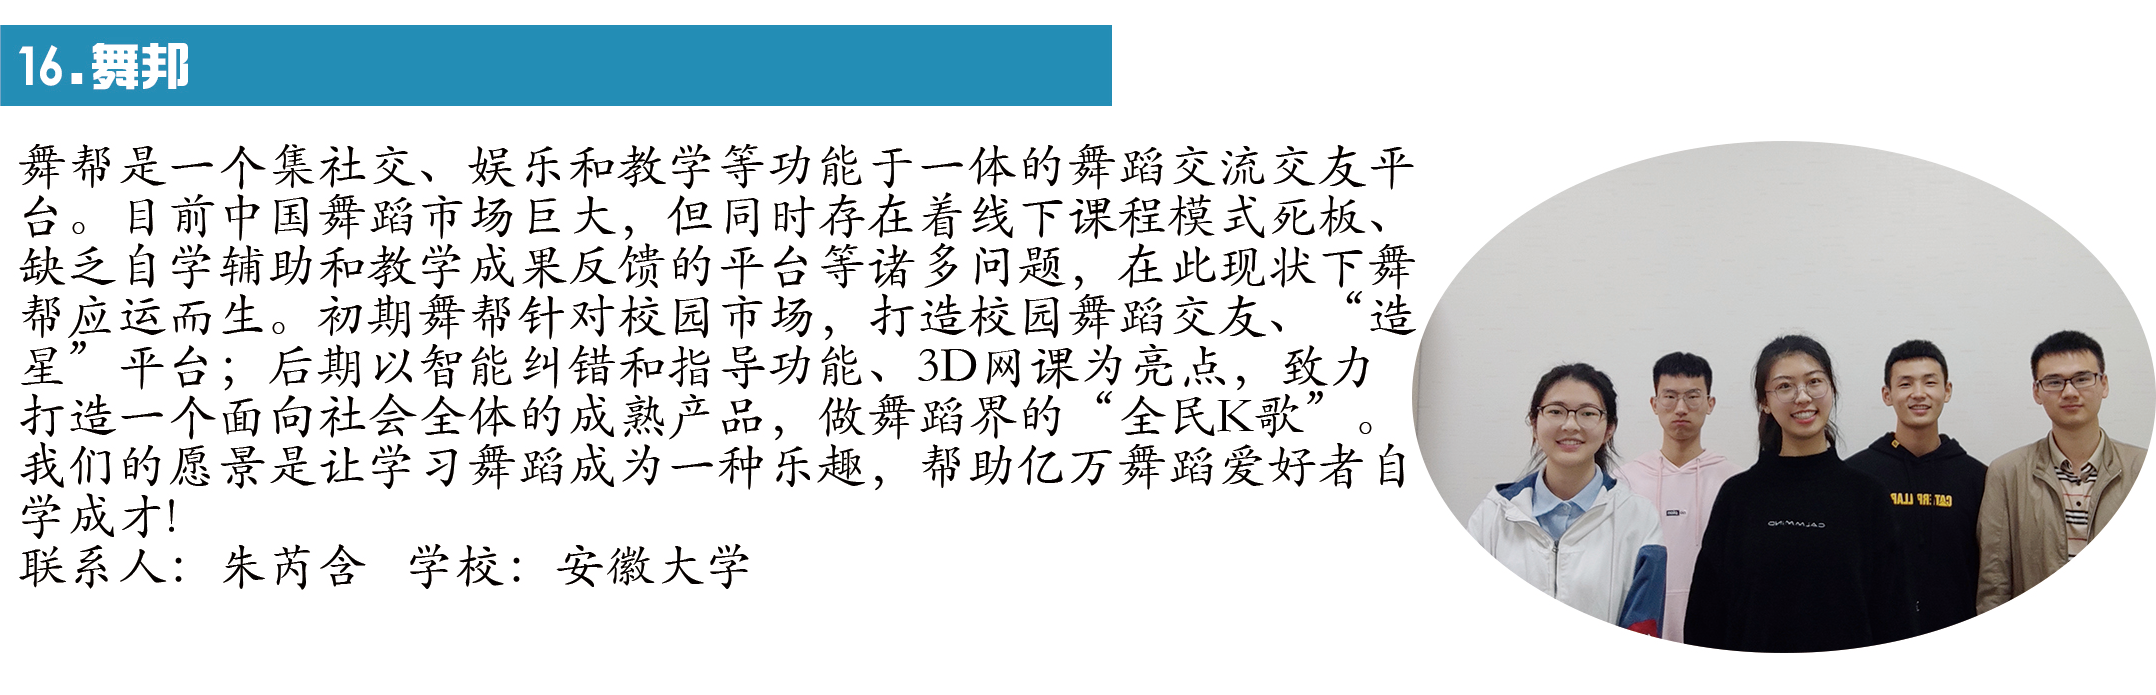 16.舞邦
舞帮是一个集社交、娱乐和教学等功能于一体的舞蹈交流交友平
台。目前中国舞蹈市场巨大，但同时存在着线下课程模式死板、
缺乏自学辅助和教学成果反馈的平台等诸多问题，在此现状下舞
帮应运而生。初期舞帮针对校园市场，打造校园舞蹈交友、“造
星”平台；后期以智能纠错和指导功能、3D网课为亮点，致力
打造一个面向社会全体的成熟产品，做舞蹈界的“全民K歌”。
我们的愿景是让学习舞蹈成为一种乐趣，帮助亿万舞蹈爱好者自
学成才!
联系人：朱芮含 学校：安徽大学
CALMWIND